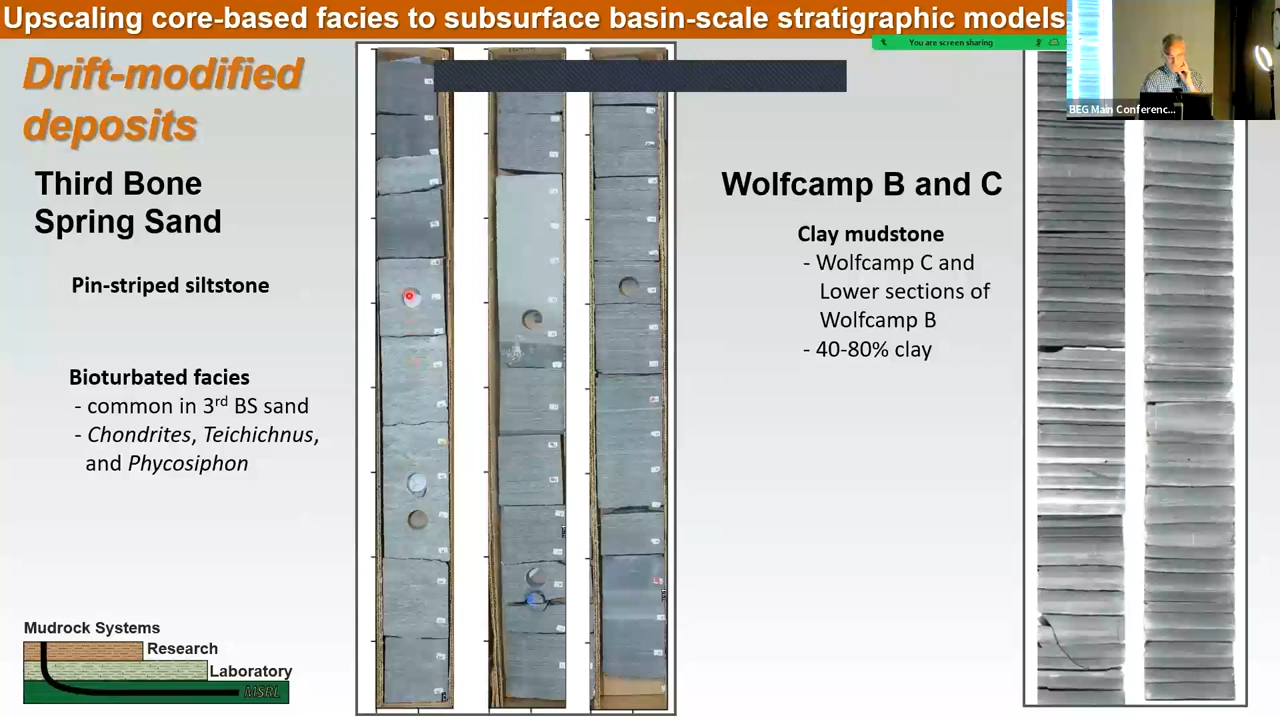 Upscaling core-based facies to subsurface basin-scale stratigraphic models
You are screen sharing
BEG Main Conferenc...
Drift-modified
deposits
Third Bone
Spring Sand
Pin-striped siltstone
Bioturbated facies
- common in 3rd BS sand
- Chondrites, Teichichnus,
and Phycosiphon
Wolfcamp B and C
Clay mudstone
- Wolfcamp C and
Lower sections of
Wolfcamp B
- 40-80% clay
Mudrock Systems
Research
Laboratory
MSRL